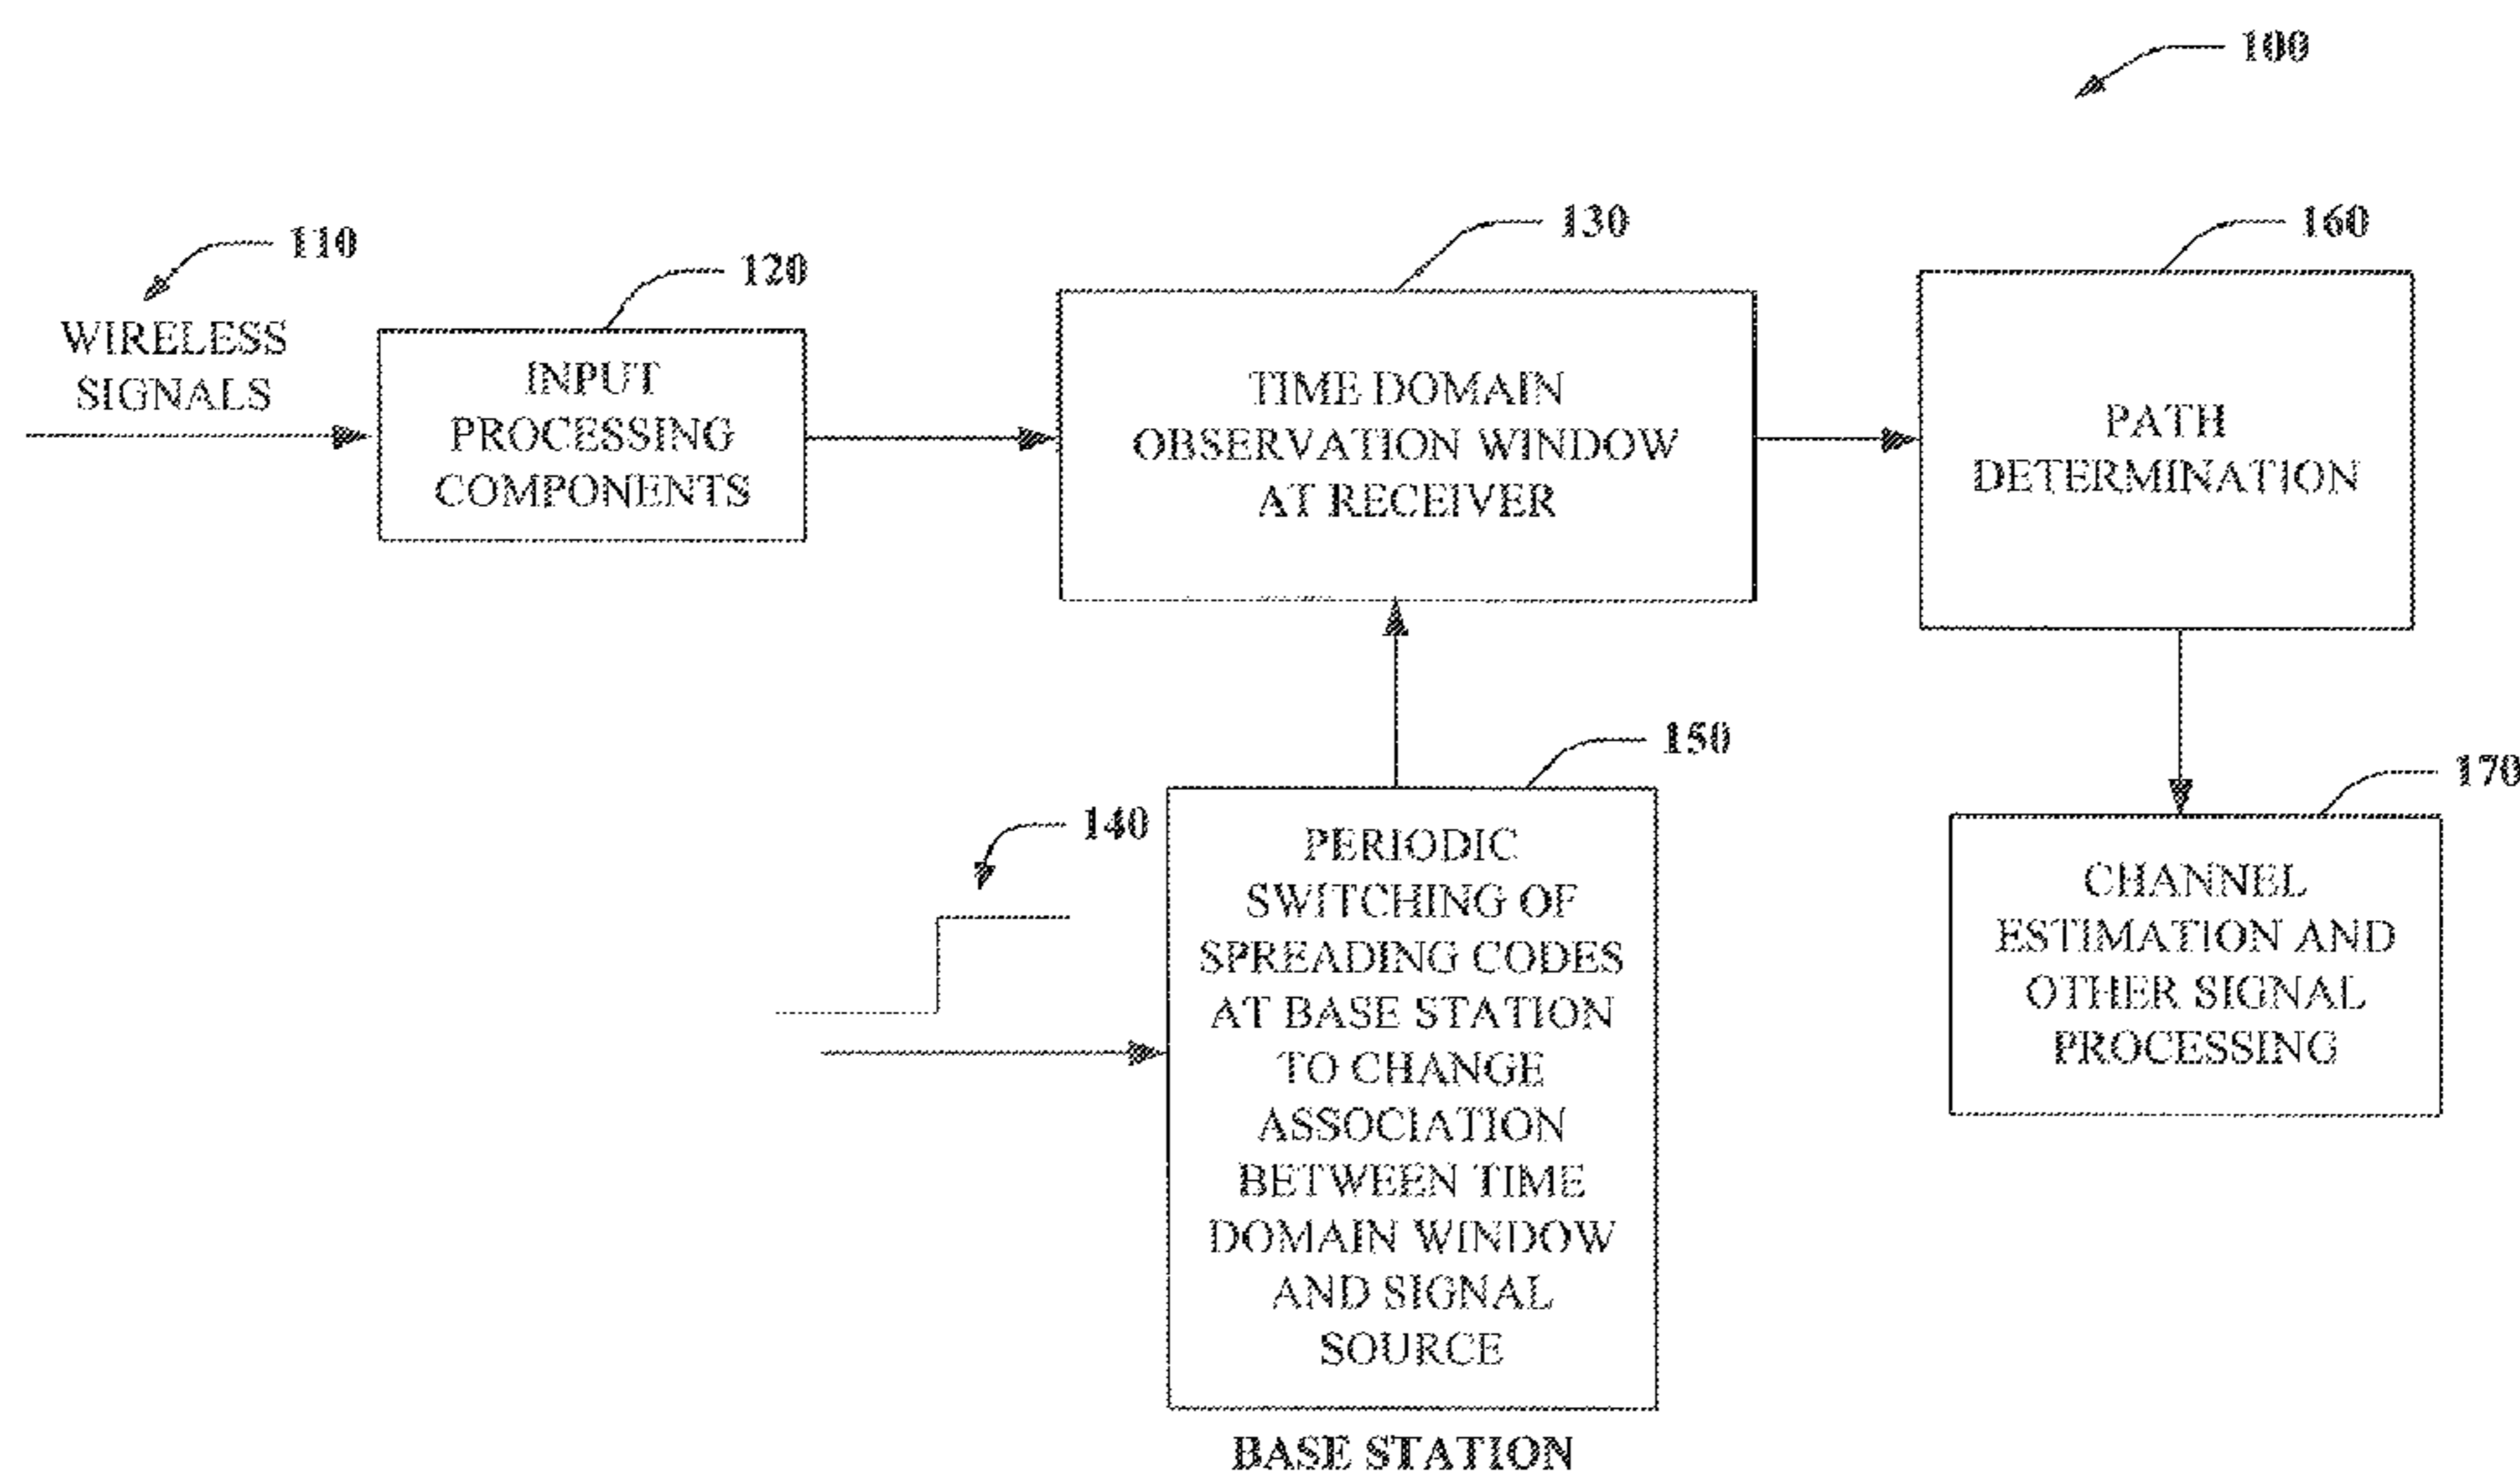 100
110
WIRELESS
SIGNALS
120
INPUT
PROCESSING
COMPONENTS
130
TIME DOMAIN
OBSERVATION WINDOW
AT RECEIVER
160
PATH
DETERMINATION
140
150
PERIODIC
SWITCHING OF
SPREADING CODES
AT BASE STATION
TO CHANGE
ASSOCIATION
BETWEEN TIME
DOMAIN WINDOW
AND SIGNAL
SOURCE
BASE STATION
170
CHANNEL
ESTIMATION AND
OTHER SIGNAL
PROCESSING